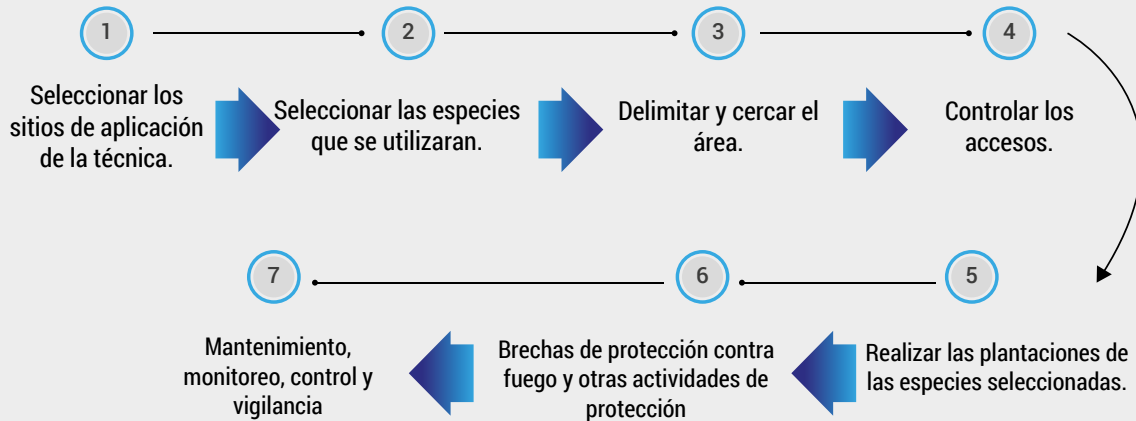 1
2
3
4
Seleccionar los
sitios de aplicación
de la técnica.
Seleccionar las especies
que se utilizaran.
Delimitar y cercar el
área.
Controlar los
accesos.
5
Realizar las plantaciones de
las especies seleccionadas.
6
Brechas de protección contra
fuego y otras actividades de
protección
7
Mantenimiento,
monitoreo, control y
vigilancia